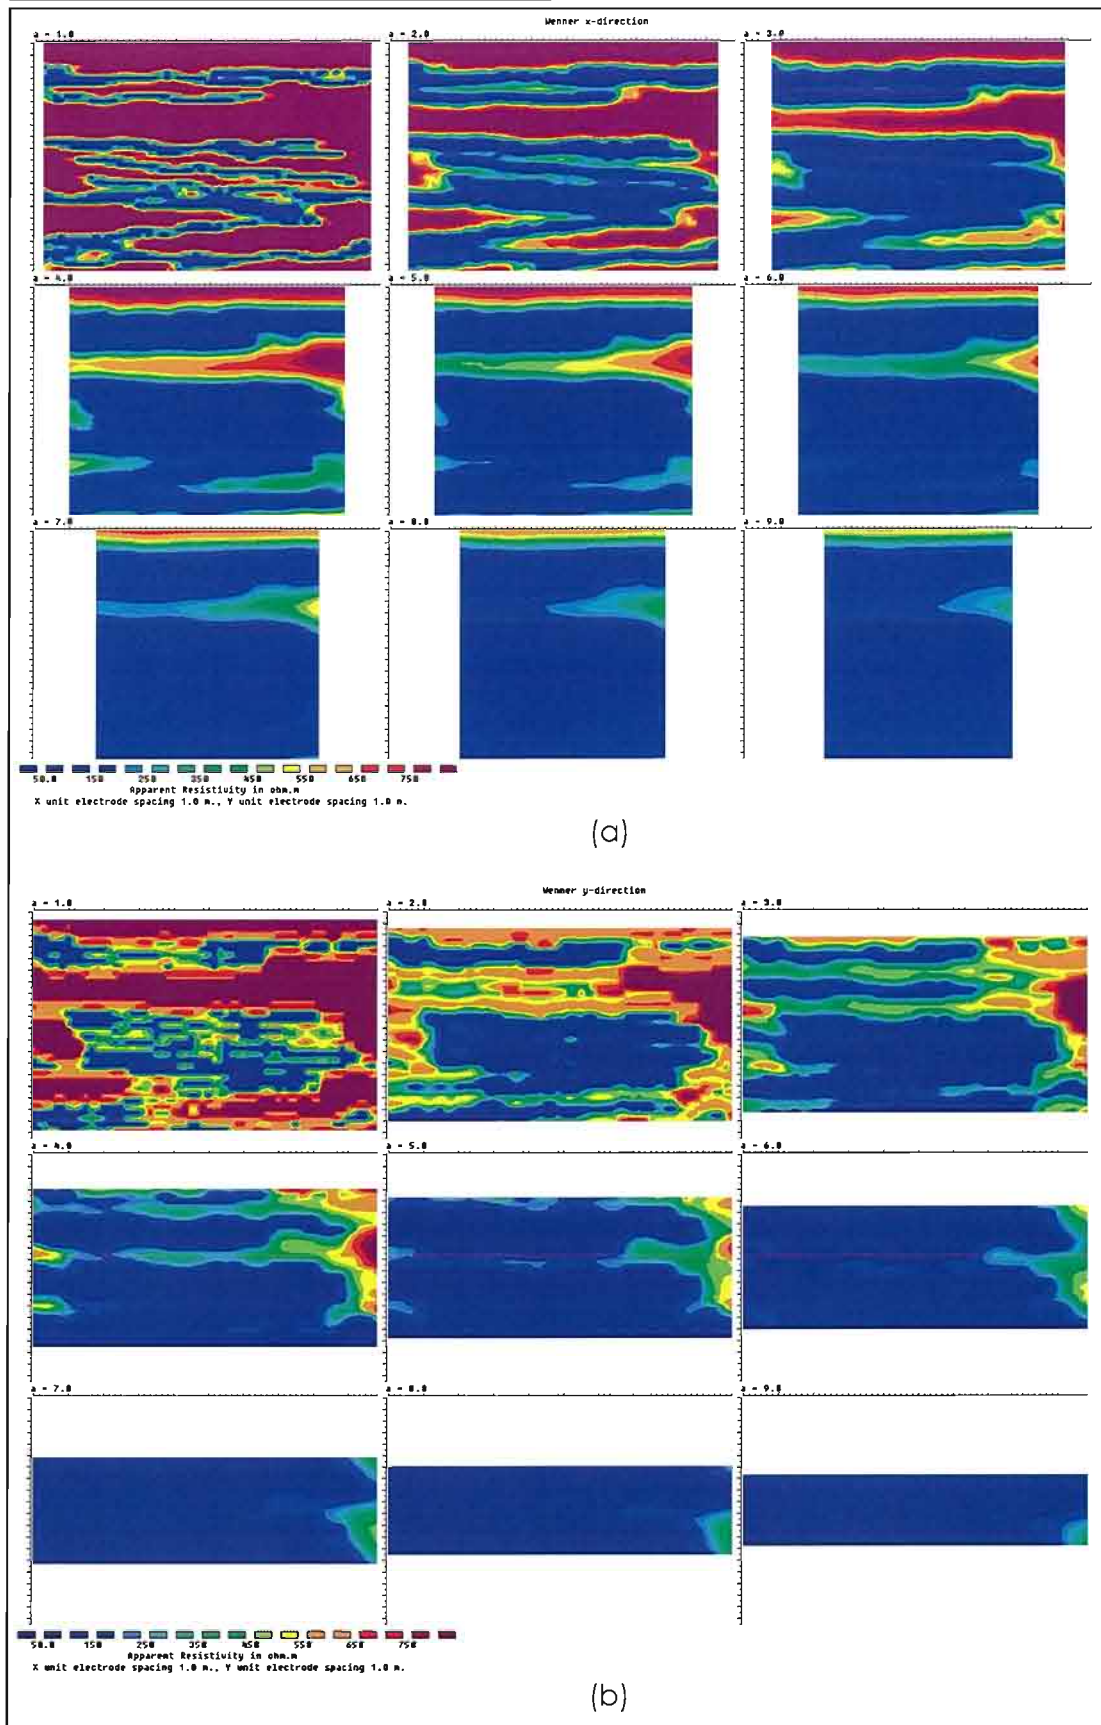 Wenner x-direction
a - 1.0 a - 2.0 a - 3.0
a - 4.0 a - 5.0 a - 6.0
a - 7.0 a - 8.0 a - 9.0
50.0 150 250 350 450 550 650 750
Apparent Resistivity in ohm.m
X unit electrode spacing 1.0 m., Y unit electrode spacing 1.0 m.
(a)
Wenner y-direction
a - 1.0 a - 2.0 a - 3.0
a - 4.0 a - 5.0 a - 6.0
a - 7.0 a - 8.0 a - 9.0
50.0 150 250 350 450 550 650 750
Apparent Resistivity in ohm.m
X unit electrode spacing 1.0 m., Y unit electrode spacing 1.0 m.
(b)